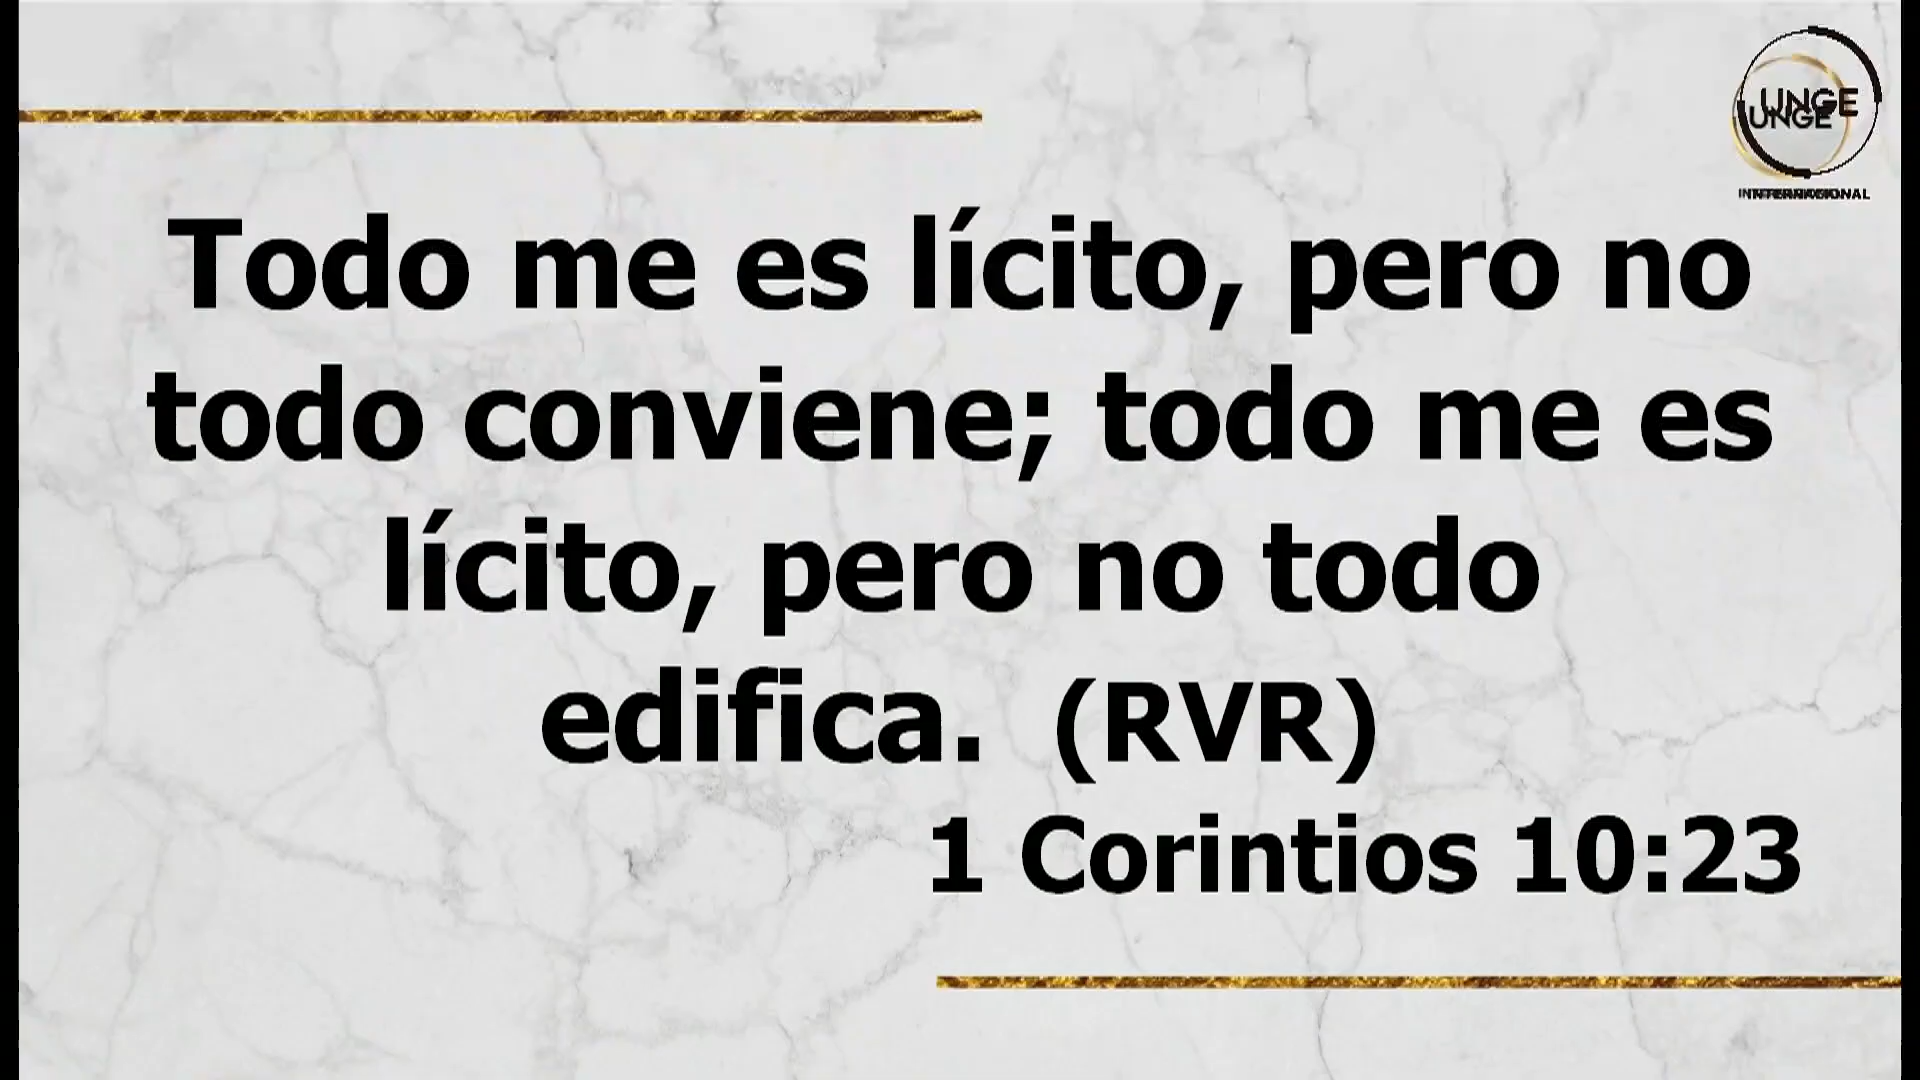 UNGE
UNGE
Todo me es lícito, pero no
todo conviene; todo me es
lícito, pero no todo
edifica. (RVR)
1 Corintios 10:23